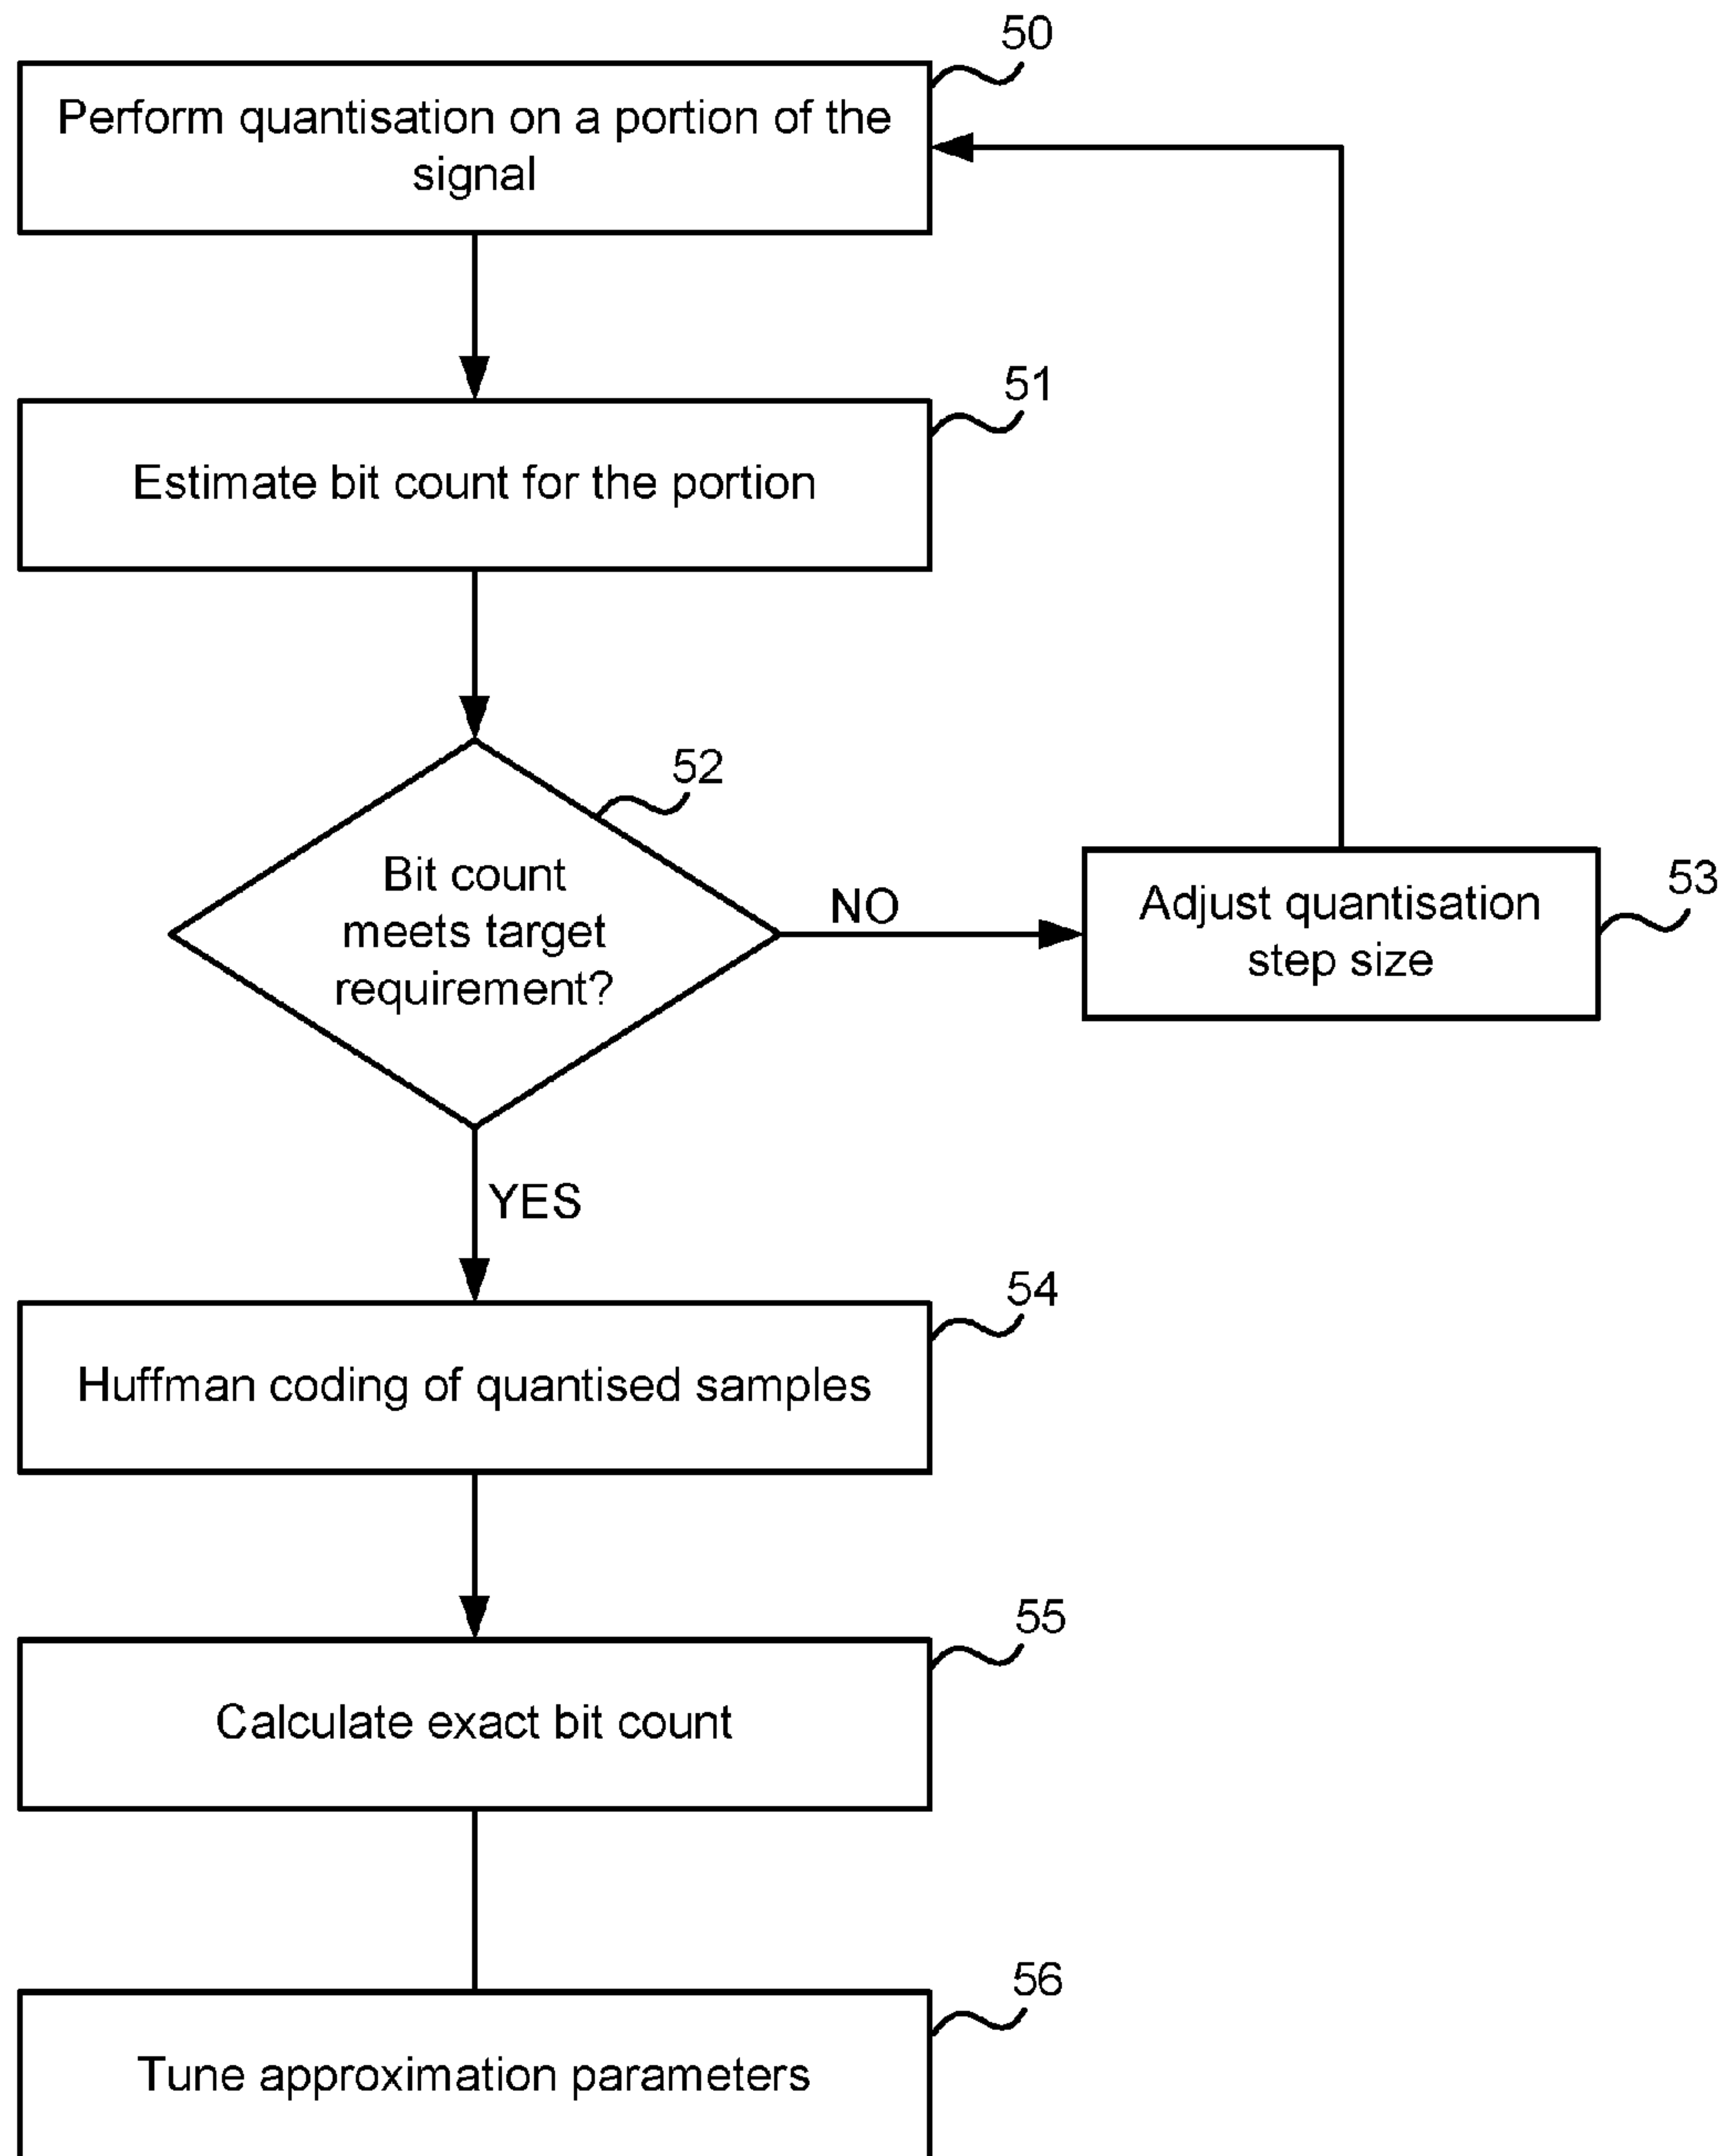 50
Perform quantisation on a portion of the
signal
51
Estimate bit count for the portion
52
Bit count
meets target
requirement?
NO
53
Adjust quantisation
step size
YES
54
Huffman coding of quantised samples
55
Calculate exact bit count
56
Tune approximation parameters